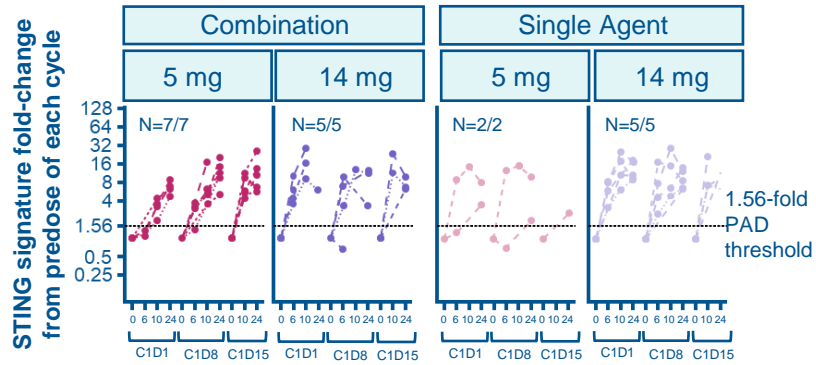 Combination
Single Agent
5 mg
14 mg
5 mg
14 mg
STING signature fold-change
from predose of each cycle
128
64
32
16
8
4
1.56
0.5
0.25
N=7/7
N=5/5
N=2/2
N=5/5
1.56-fold
PAD
threshold
0 6 10 24 0 6 10 24 0 10 24
0 6 10 24 0 6 10 24 0 10 24
0 6 10 24 0 6 10 24 0 10 24
0 6 10 24 0 6 10 24 0 10 24
C1D1 C1D8 C1D15
C1D1 C1D8 C1D15
C1D1 C1D8 C1D15
C1D1 C1D8 C1D15